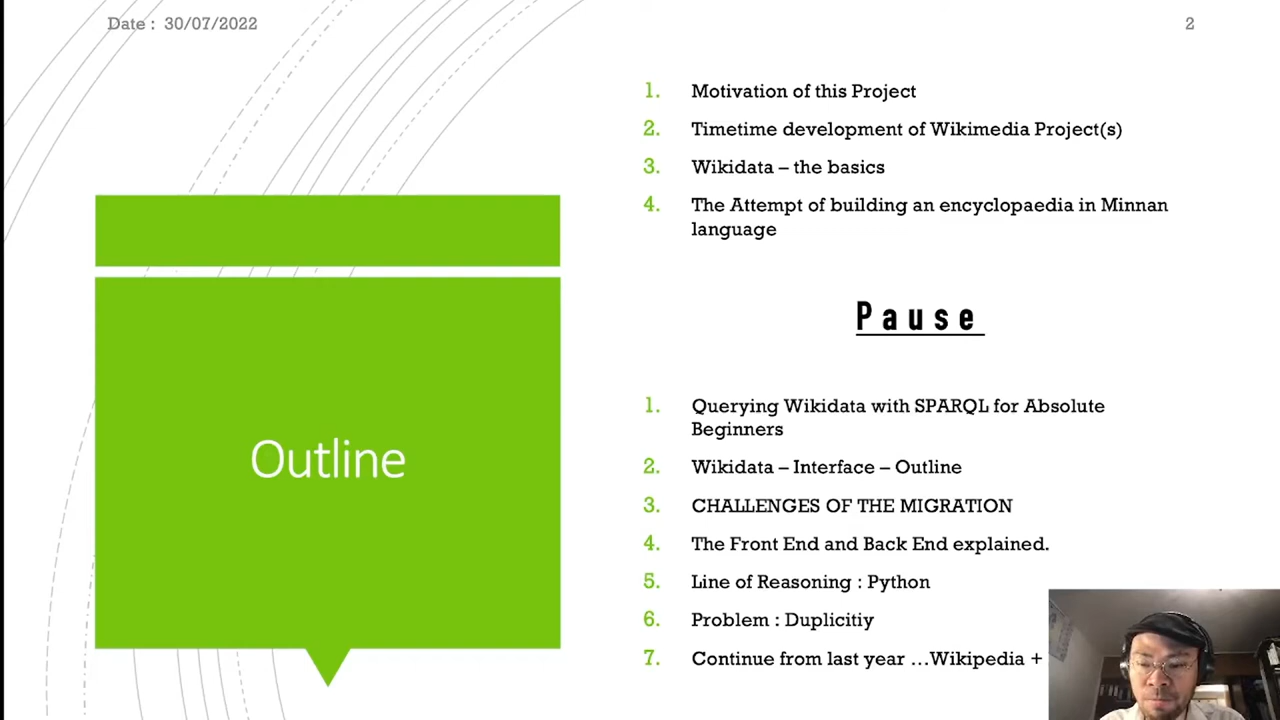 Date : 30/07/2022
2
1. Motivation of this Project
2. Timetime development of Wikimedia Project(s)
3. Wikidata – the basics
4. The Attempt of building an encyclopaedia in Minnan
language
Pause
Outline
1. Querying Wikidata with SPARQL for Absolute
Beginners
2. Wikidata – Interface – Outline
3. CHALLENGES OF THE MIGRATION
4. The Front End and Back End explained.
5. Line of Reasoning : Python
6. Problem : Duplicitiy
7. Continue from last year …Wikipedia +